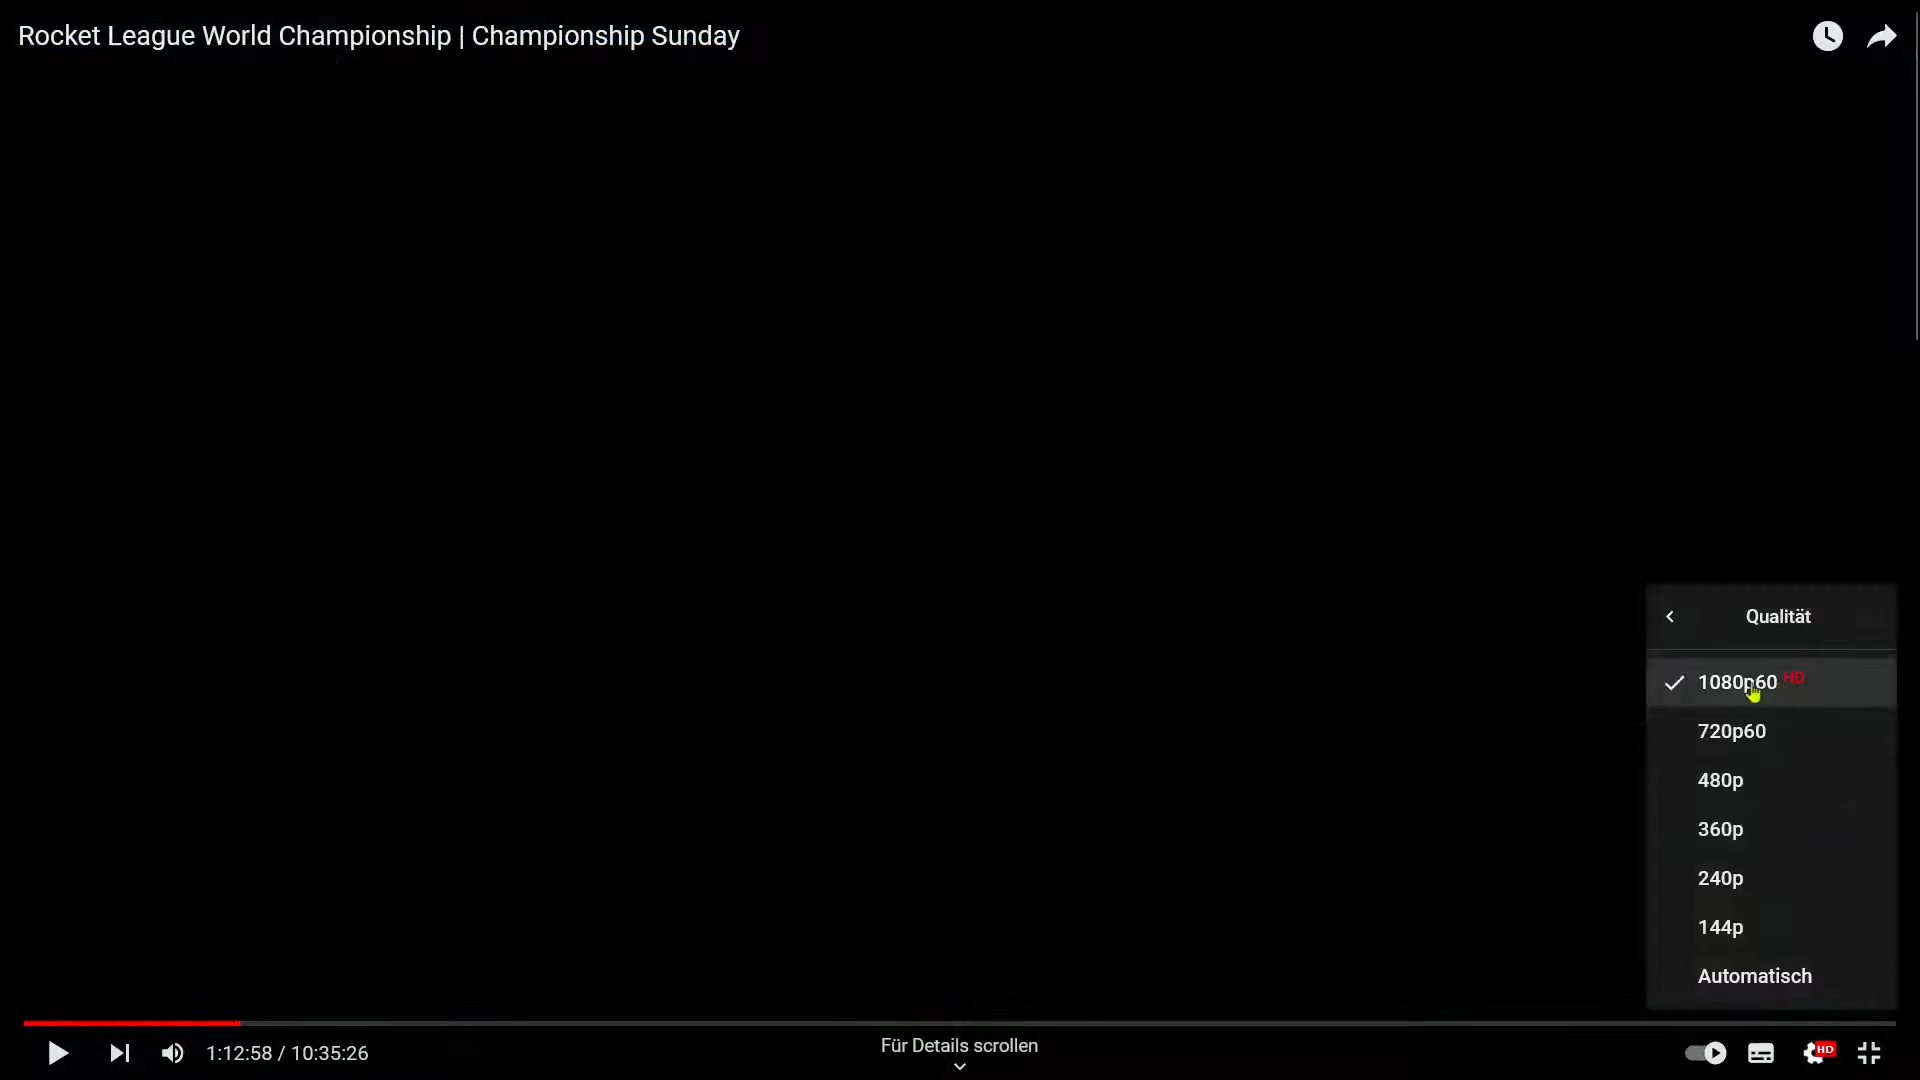 Rocket League World Championship | Championship Sunday
Qualität
1080p60 HD
720p60
480p
360p
240p
144p
Automatisch
1:12:58 / 10:35:26
Für Details scrollen
HD